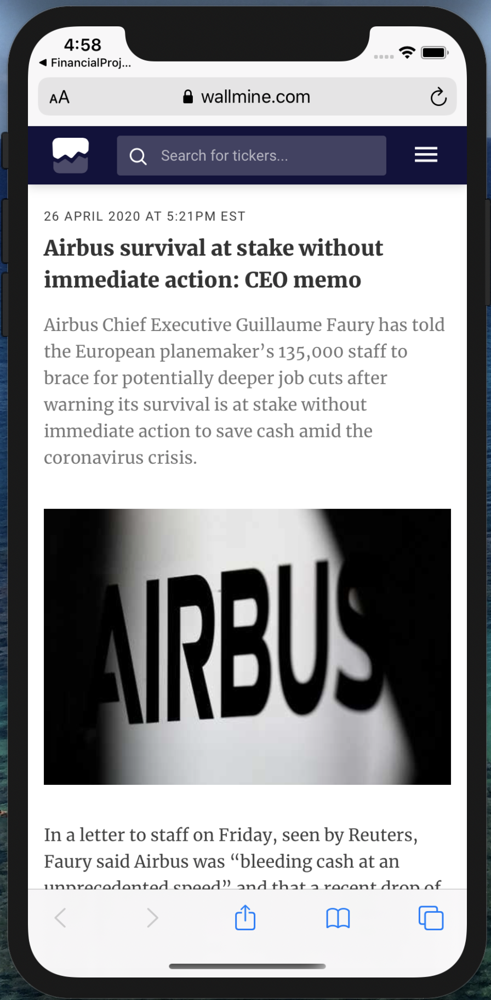 4:58
◀ FinancialProj...
AA
wallmine.com
Search for tickers...
26 APRIL 2020 AT 5:21PM EST
Airbus survival at stake without
immediate action: CEO memo
Airbus Chief Executive Guillaume Faury has told
the European planemaker’s 135,000 staff to
brace for potentially deeper job cuts after
warning its survival is at stake without
immediate action to save cash amid the
coronavirus crisis.
AIRBUS
In a letter to staff on Friday, seen by Reuters,
Faury said Airbus was “bleeding cash at an
unprecedented speed” and that a recent drop of